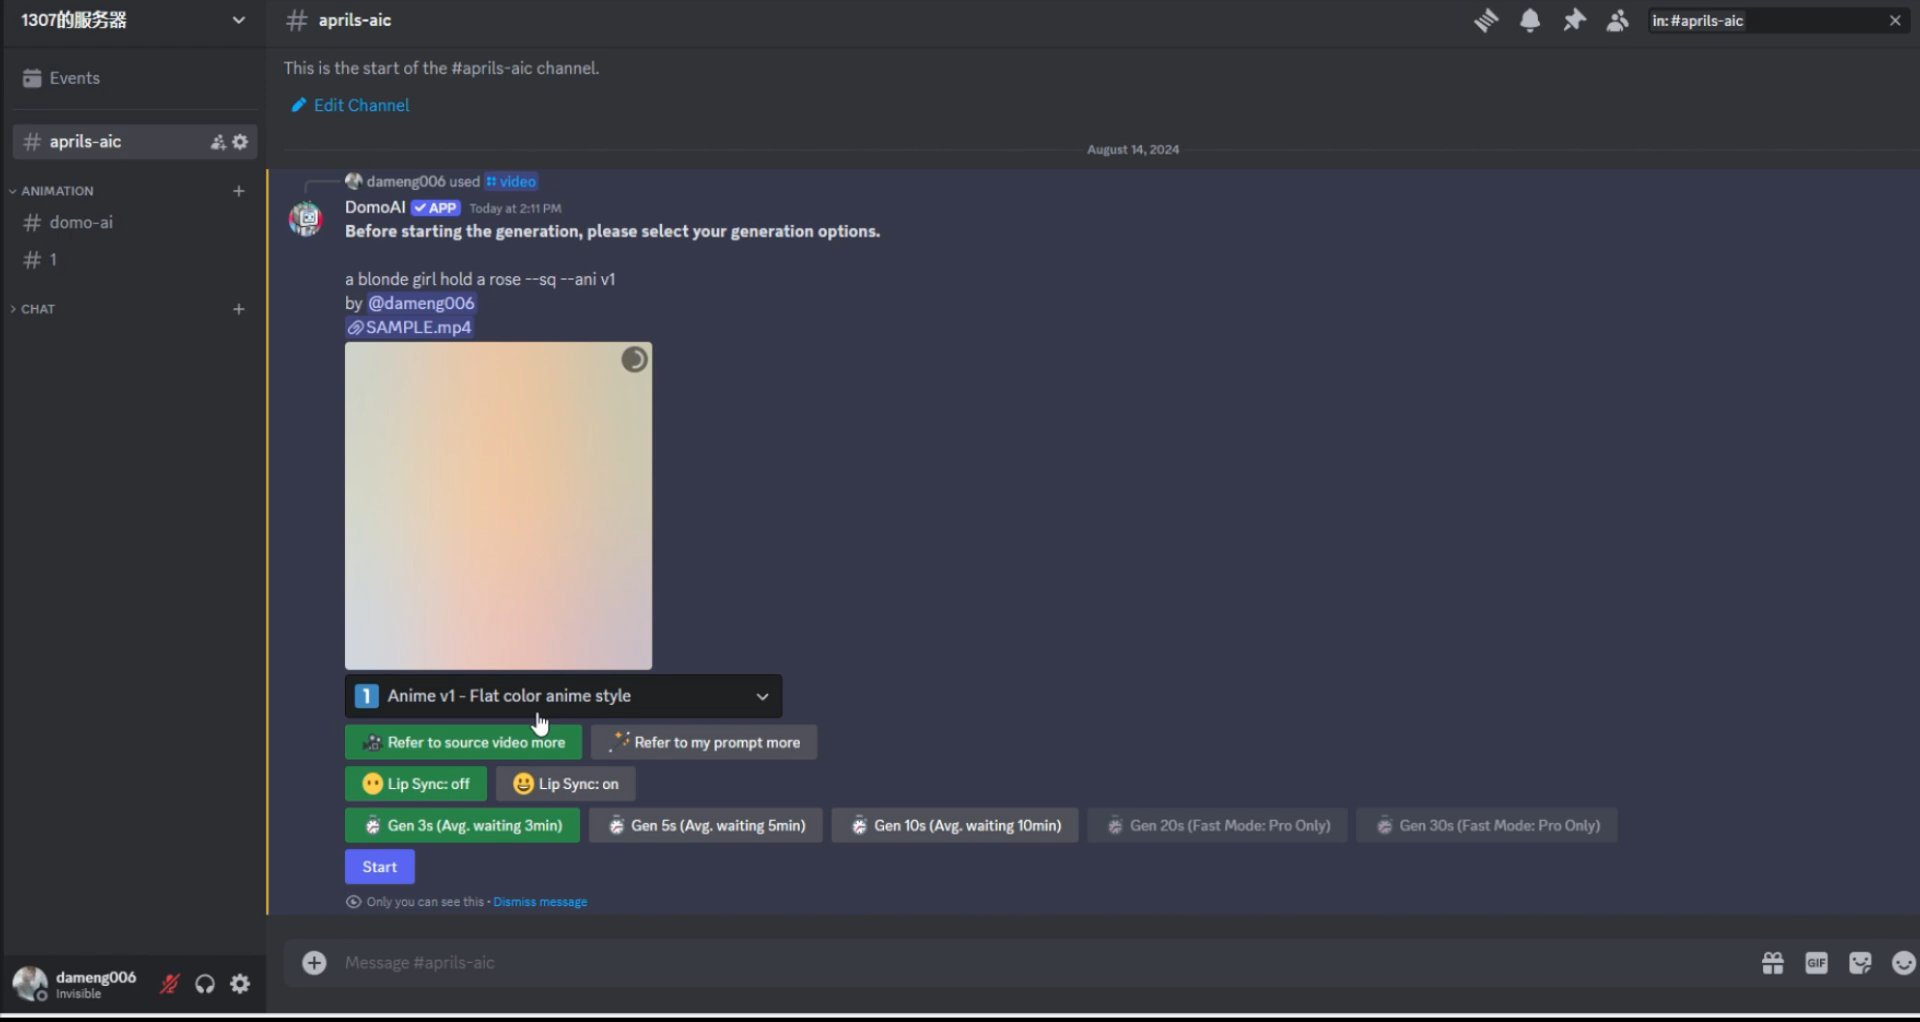 1307的服务器
Events
aprils-aic
ANIMATION
domo-ai
1
CHAT
dameng006
Invisible
aprils-aic
in:#aprils-aic
This is the start of the #aprils-aic channel.
Edit Channel
August 14, 2024
dameng006 used video
DomoAI APP Today at 2:11 PM
Before starting the generation, please select your generation options.
a blonde girl hold a rose --sq --ani v1
by @dameng006
SAMPLE.mp4
1 Anime v1 - Flat color anime style
Refer to source video more Refer to my prompt more
Lip Sync: off Lip Sync: on
Gen 3s (Avg. waiting 3min) Gen 5s (Avg. waiting 5min) Gen 10s (Avg. waiting 10min) Gen 20s (Fast Mode: Pro Only) Gen 30s (Fast Mode: Pro Only)
Start
Only you can see this • Dismiss message
Message #aprils-aic
GIF